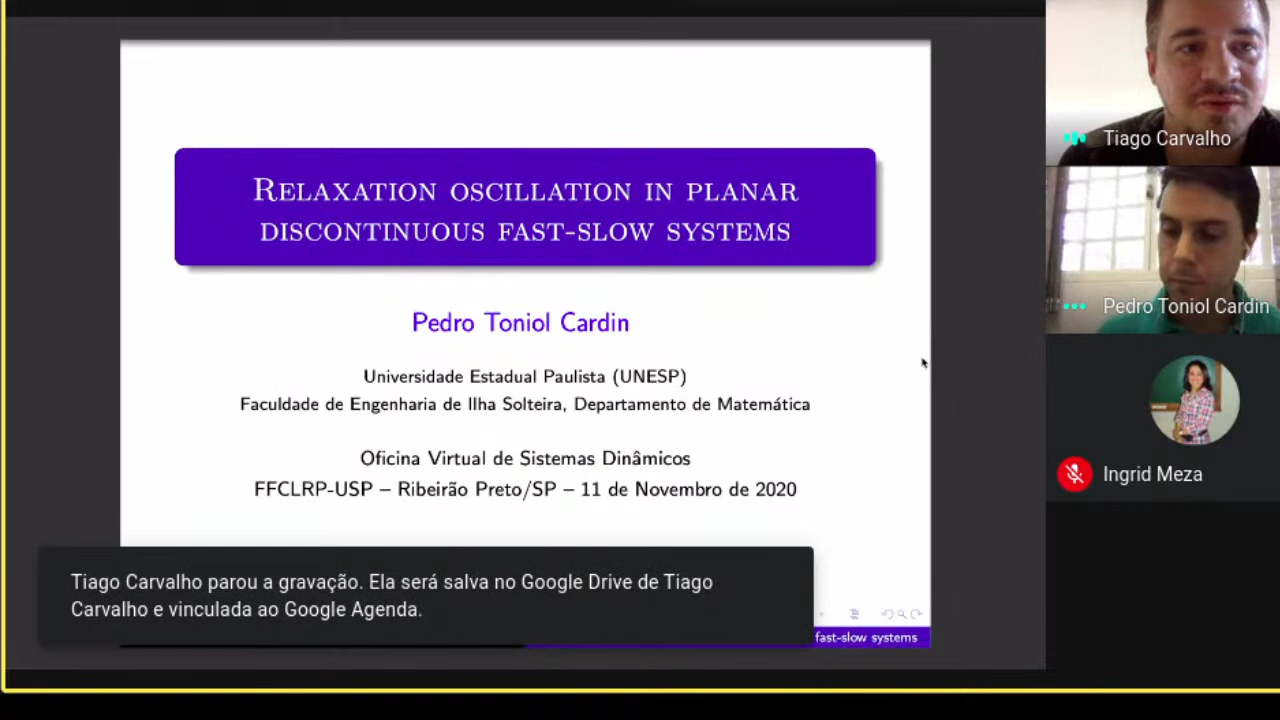 RELAXATION OSCILLATION IN PLANAR
DISCONTINUOUS FAST-SLOW SYSTEMS
Pedro Toniol Cardin
Universidade Estadual Paulista (UNESP)
Faculdade de Engenharia de Ilha Solteira, Departamento de Matemática
Oficina Virtual de Sistemas Dinâmicos
FFCLRP-USP – Ribeirão Preto/SP – 11 de Novembro de 2020
Tiago Carvalho parou a gravação. Ela será salva no Google Drive de Tiago
Carvalho e vinculada ao Google Agenda.
fast-slow systems
Tiago Carvalho
Pedro Toniol Cardin
Ingrid Meza